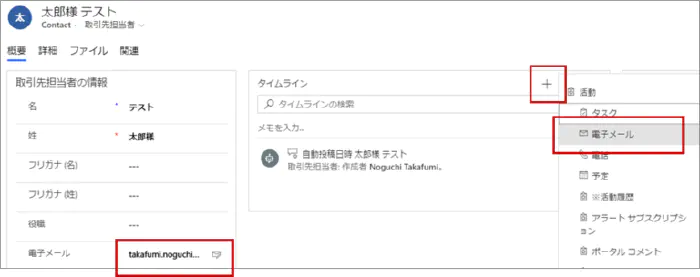 太
太郎様 テスト
Contact · 取引先担当者
概要 詳細 ファイル 関連
取引先担当者の情報
名 * テスト
姓 * 太郎様
フリガナ (名) ---
フリガナ (姓) ---
役職 ---
電子メール takafumi.noguchi...
タイムライン
タイムラインの検索
メモを入力...
自動投稿日時 太郎様 テスト
取引先担当者: 作成者 Noguchi Takafumi。
活動
タスク
電子メール
電話
予定
※活動履歴
アラート サブスクリプシ
ョン
ポータル コメント